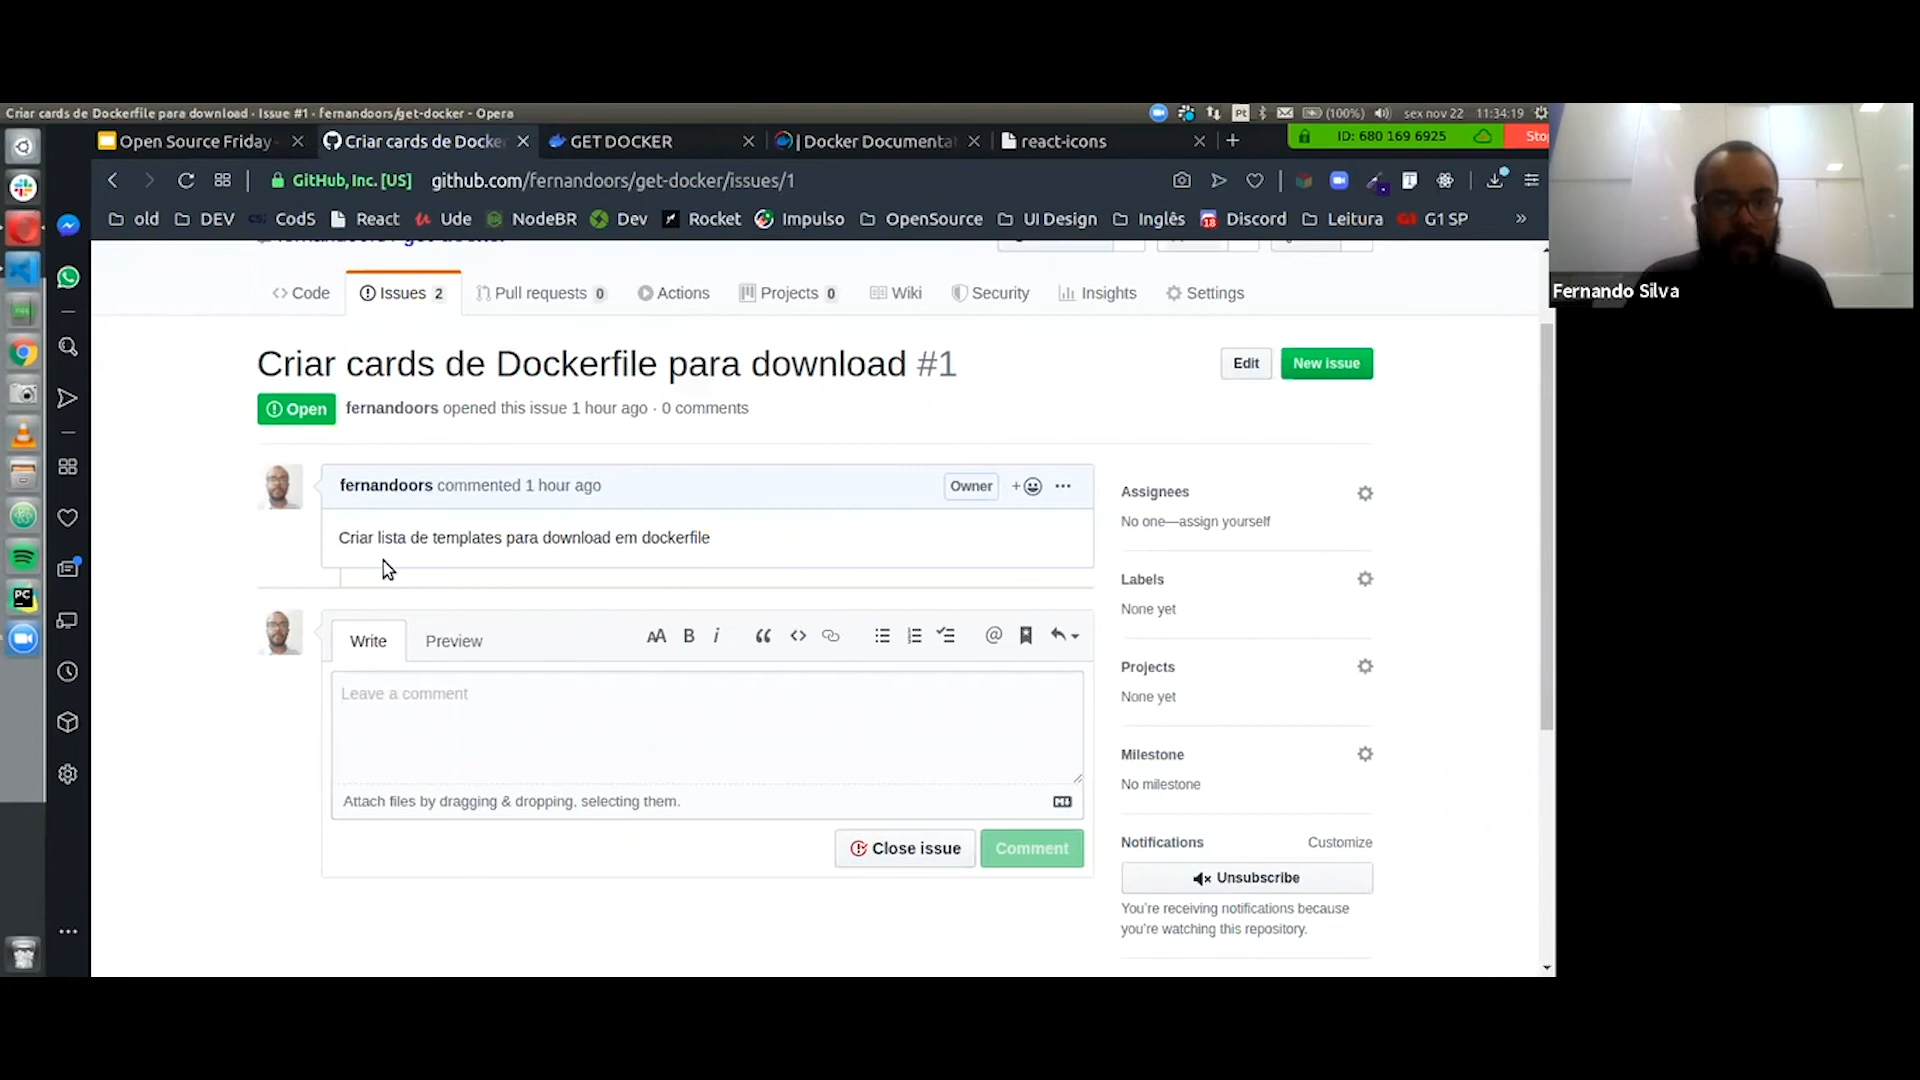 Criar cards de Dockerfile para download - Issue #1 - fernandoors/get-docker - Opera
Pt
(100%)
sex nov 22
11:34:19
Open Source Friday -
Criar cards de Docke
GET DOCKER
| Docker Documenta
react-icons
ID: 680 169 6925
Sto
GitHub, Inc. [US]
github.com/fernandoors/get-docker/issues/1
old
DEV
CodS
React
Ude
NodeBR
Dev
Rocket
Impulso
OpenSource
UI Design
Inglês
18
Discord
Leitura
G1
G1 SP
Fernando Silva
Code
Issues 2
Pull requests 0
Actions
Projects 0
Wiki
Security
Insights
Settings
Criar cards de Dockerfile para download #1
Edit
New issue
Open
fernandoors opened this issue 1 hour ago · 0 comments
fernandoors commented 1 hour ago
Owner
Criar lista de templates para download em dockerfile
Write
Preview
Leave a comment
Attach files by dragging & dropping, selecting them.
Close issue
Comment
Assignees
No one—assign yourself
Labels
None yet
Projects
None yet
Milestone
No milestone
Notifications
Customize
Unsubscribe
You're receiving notifications because
you're watching this repository.
PC